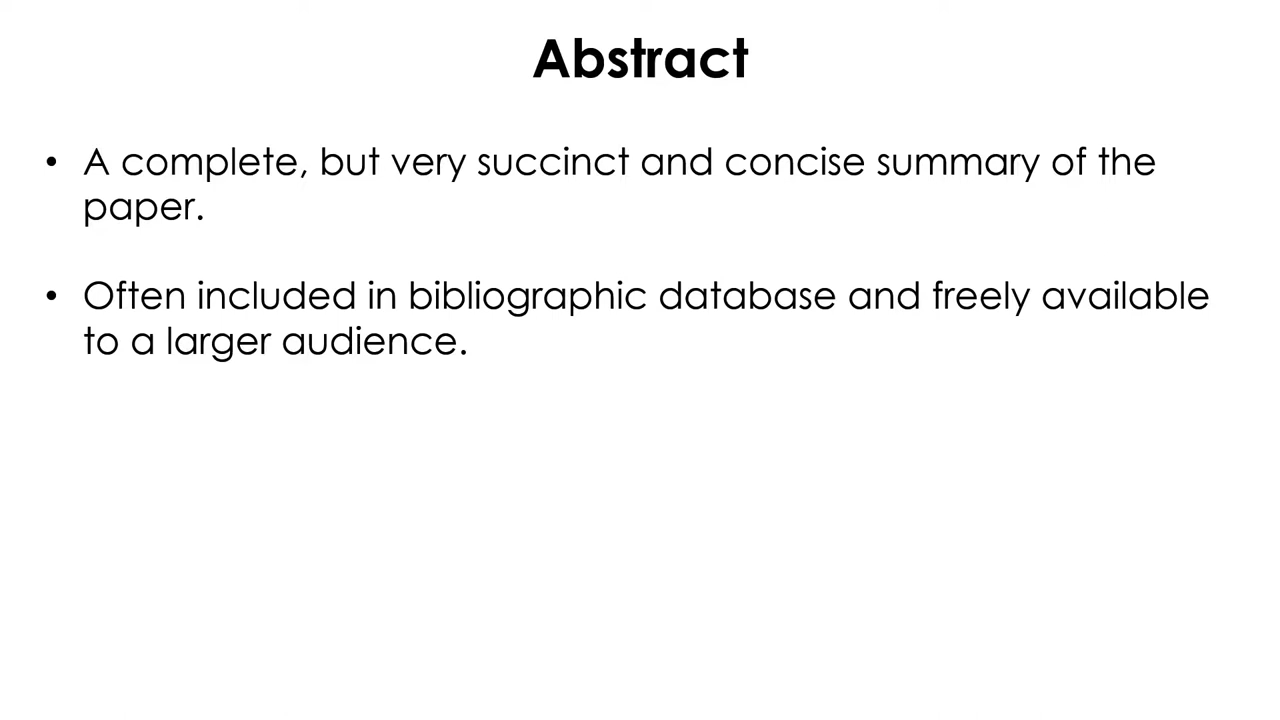 Abstract
• A complete, but very succinct and concise summary of the
paper.
• Often included in bibliographic database and freely available
to a larger audience.